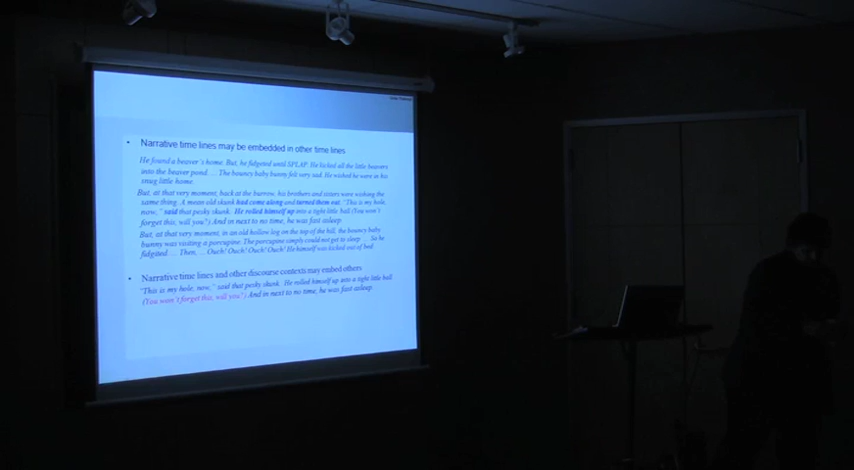 • Narrative time lines may be embedded in other time lines
He found a beaver's home. But, he fidgeted until SPLAP. He kicked all the little beavers
into the beaver pond. ... The bouncy baby bunny felt very sad. He wished he were in his
snug little home.
But, at that very moment, back at the burrow, his brothers and sisters were wishing the
same thing. A mean old skunk had come along and turned them out. "This is my hole,
now," said that pesky skunk. He rolled himself up into a tight little ball (You won't
forget this, will you?) And in next to no time, he was fast asleep.
But, at that very moment, in an old hollow log on the top of the hill, the bouncy baby
bunny was visiting a porcupine. The porcupine simply could not get to sleep ... So he
fidgited ... Then, ... Ouch! Ouch! Ouch! Ouch! He himself was kicked out of bed
• Narrative time lines and other discourse contexts may embed others
"This is my hole, now," said that pesky skunk. He rolled himself up into a tight little ball
(You won't forget this, will you?) And in next to no time, he was fast asleep